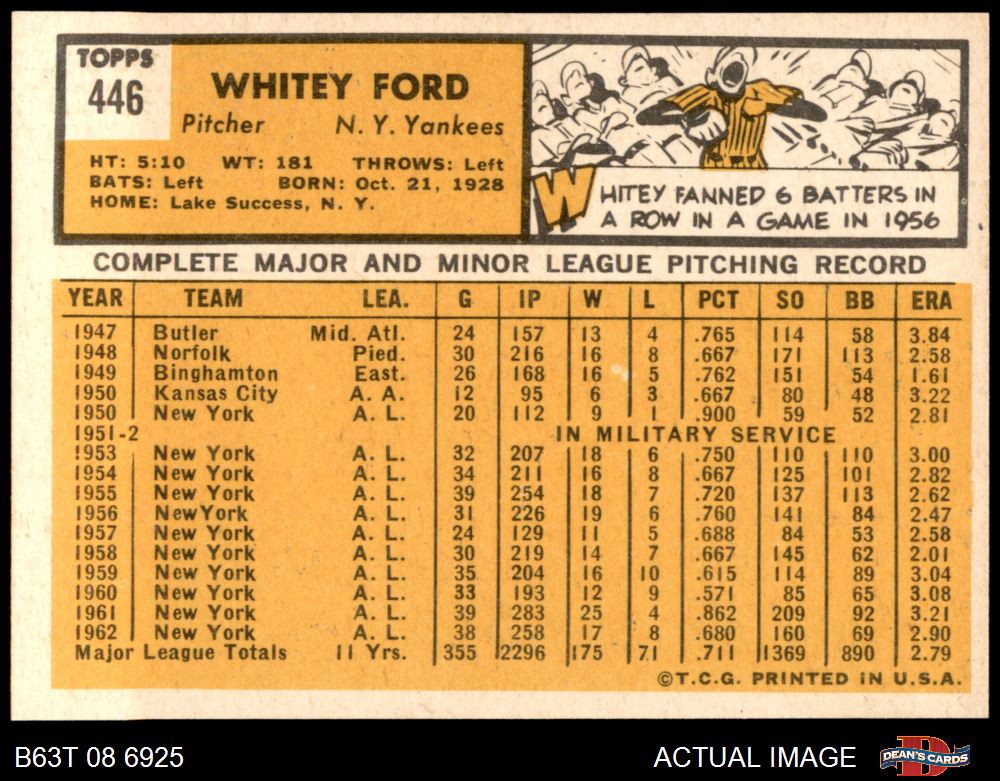 TOPPS
446
WHITEY FORD
Pitcher N. Y. Yankees
HT: 5:10 WT: 181 THROWS: Left
BATS: Left BORN: Oct. 21, 1928
HOME: Lake Success, N. Y.
WHITEY FANNED 6 BATTERS IN
A ROW IN A GAME IN 1956
COMPLETE MAJOR AND MINOR LEAGUE PITCHING RECORD
YEAR TEAM LEA. G IP W L PCT SO BB ERA
1947 Butler Mid. Atl. 24 157 13 4 .765 114 58 3.84
1948 Norfolk Pied. 30 216 16 8 .667 171 113 2.58
1949 Binghamton East. 26 168 16 5 .762 151 54 1.61
1950 Kansas City A. A. 12 95 6 3 .667 80 48 3.22
1950 New York A. L. 20 112 9 1 .900 59 52 2.81
1951-2 IN MILITARY SERVICE
1953 New York A. L. 32 207 18 6 .750 110 110 3.00
1954 New York A. L. 34 211 16 8 .667 125 101 2.82
1955 New York A. L. 39 254 18 7 .720 137 113 2.62
1956 NewYork A. L. 31 226 19 6 .760 141 84 2.47
1957 New York A. L. 24 129 11 5 .688 84 53 2.58
1958 New York A. L. 30 219 14 7 .667 145 62 2.01
1959 New York A. L. 35 204 16 10 .615 114 89 3.04
1960 New York A. L. 33 193 12 9 .571 85 65 3.08
1961 New York A. L. 39 283 25 4 .862 209 92 3.21
1962 New York A. L. 38 258 17 8 .680 160 69 2.90
Major League Totals 11 Yrs. 355 2296 175 71 .711 1369 890 2.79
©T.C.G. PRINTED IN U.S.A.
B63T 08 6925 ACTUAL IMAGE DEAN'S CARDS